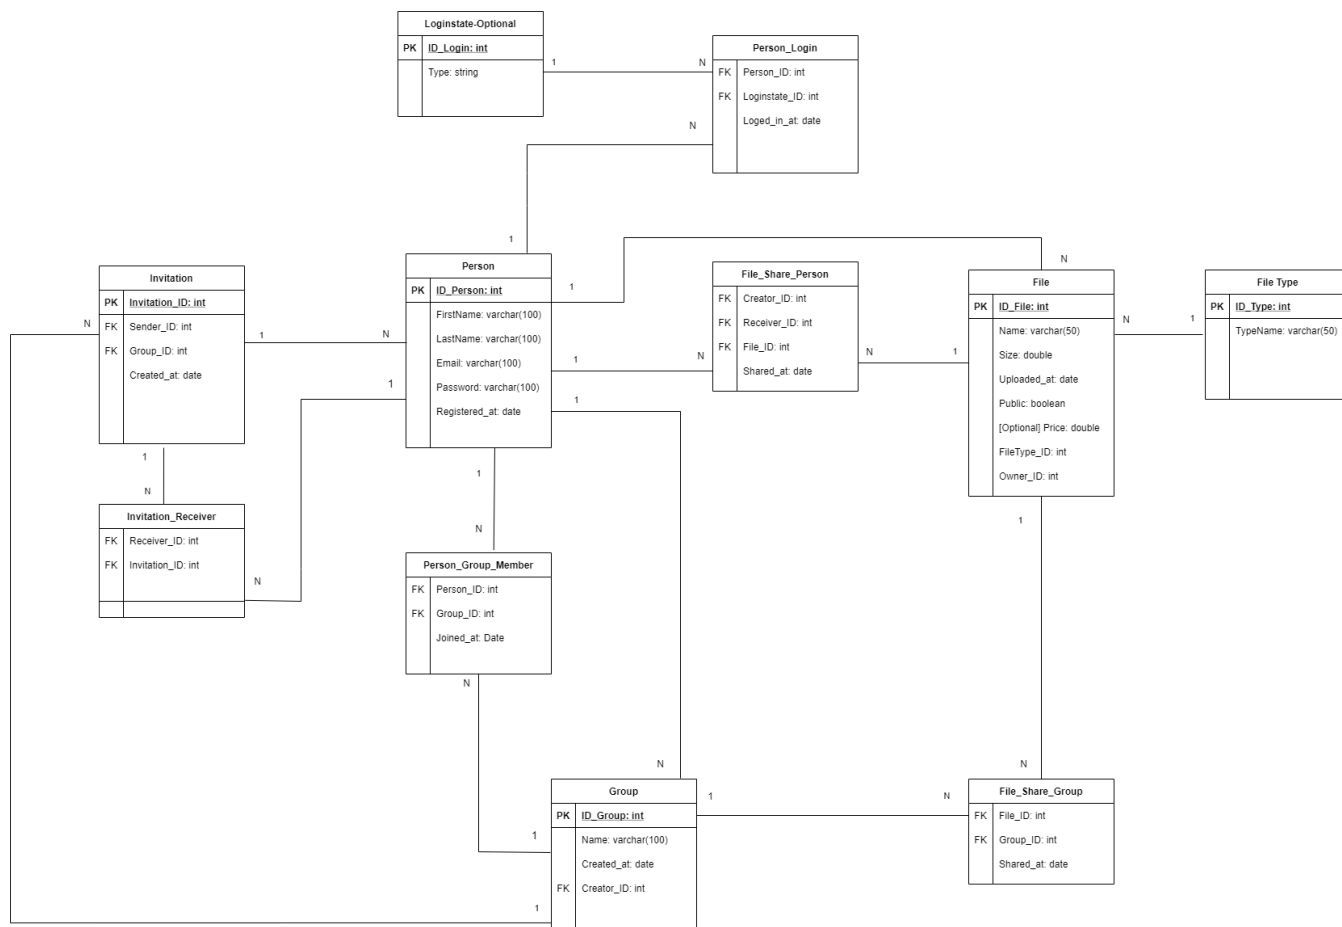 Loginstate-Optional
PK ID_Login: int
Type: string
1
N
Person_Login
FK Person_ID: int
FK Loginstate_ID: int
Loged_in_at: date
N
1
Invitation
PK Invitation_ID: int
FK Sender_ID: int
FK Group_ID: int
Created_at: date
N
1
N
1
Person
PK ID_Person: int
FirstName: varchar(100)
LastName: varchar(100)
Email: varchar(100)
Password: varchar(100)
Registered_at: date
1
1
1
N
File_Share_Person
FK Creator_ID: int
FK Receiver_ID: int
FK File_ID: int
Shared_at: date
N
1
N
File
PK ID_File: int
Name: varchar(50)
Size: double
Uploaded_at: date
Public: boolean
[Optional] Price: double
FileType_ID: int
Owner_ID: int
N
1
File Type
PK ID_Type: int
TypeName: varchar(50)
1
N
Invitation_Receiver
FK Receiver_ID: int
FK Invitation_ID: int
N
1
N
Person_Group_Member
FK Person_ID: int
FK Group_ID: int
Joined_at: Date
N
1
1
N
Group
PK ID_Group: int
Name: varchar(100)
Created_at: date
FK Creator_ID: int
1
N
1
N
File_Share_Group
FK File_ID: int
FK Group_ID: int
Shared_at: date
1